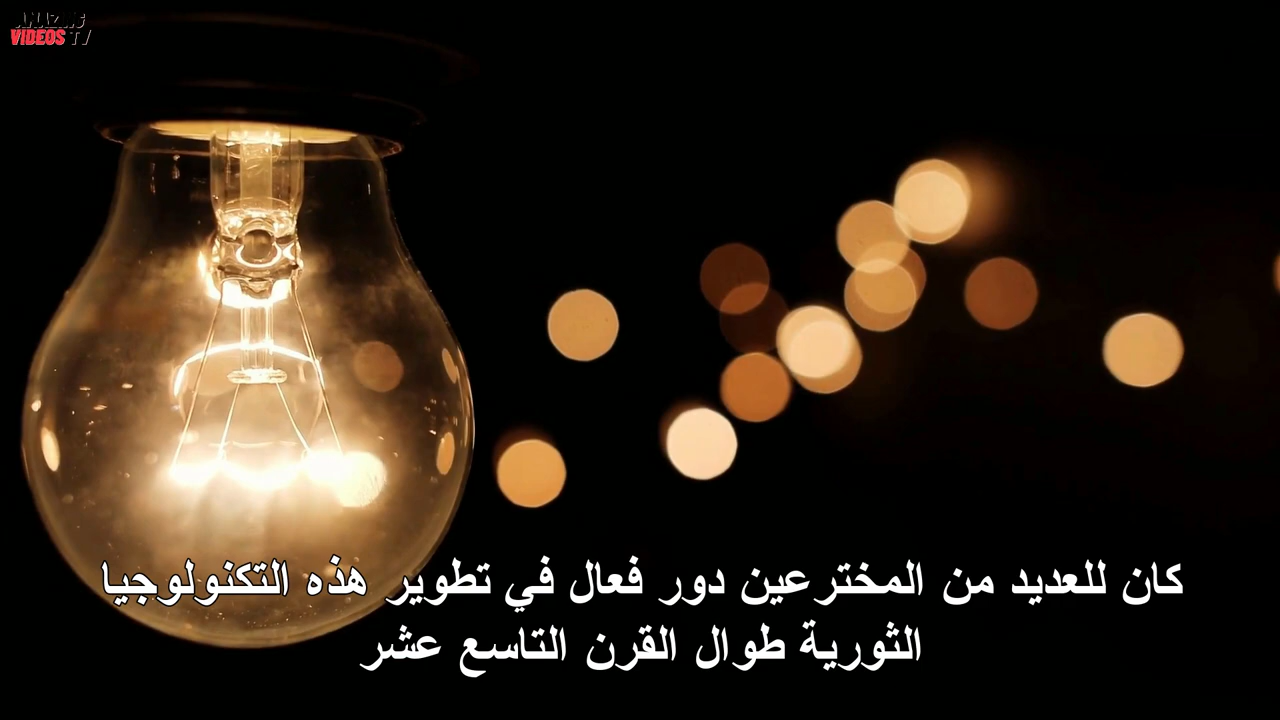 AMAZING
VIDEOS TV
كان للعديد من المخترعين دور فعال في تطوير هذه التكنولوجيا
الثورية طوال القرن التاسع عشر